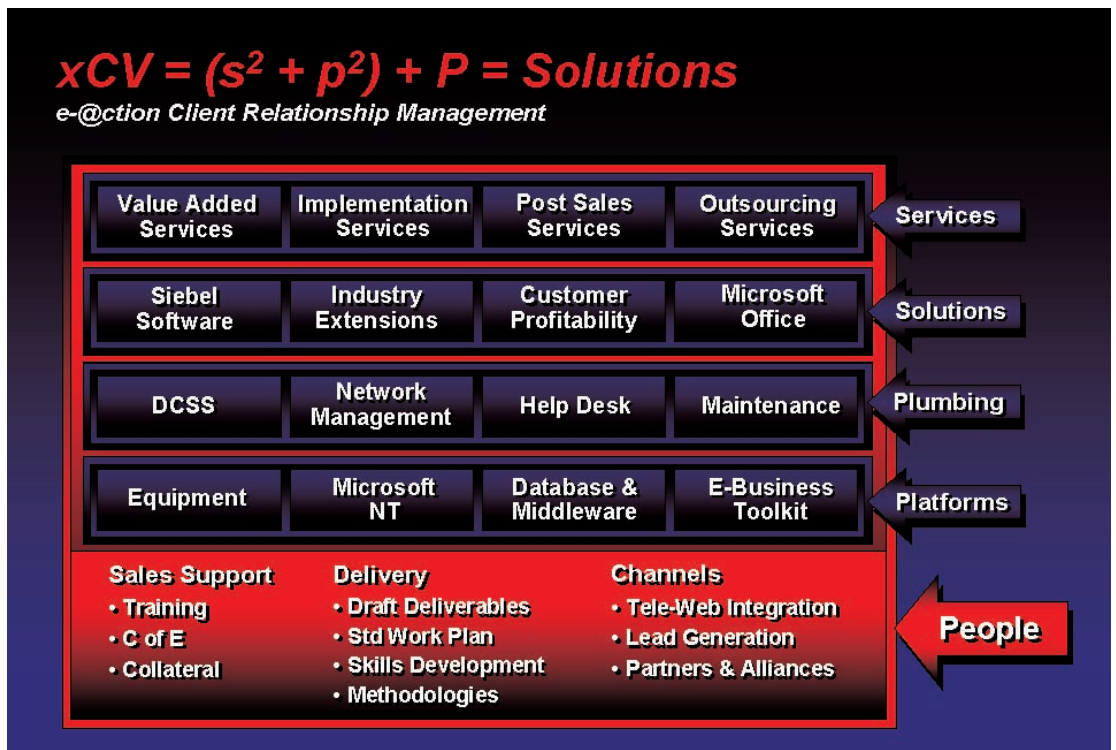 xCV = (s² + p²) + P = Solutions
e-@ction Client Relationship Management
Value Added
Services
Implementation
Services
Post Sales
Services
Outsourcing
Services
Services
Siebel
Software
Industry
Extensions
Customer
Profitability
Microsoft
Office
Solutions
DCSS
Network
Management
Help Desk
Maintenance
Plumbing
Equipment
Microsoft
NT
Database &
Middleware
E-Business
Toolkit
Platforms
Sales Support
• Training
• C of E
• Collateral
Delivery
• Draft Deliverables
• Std Work Plan
• Skills Development
• Methodologies
Channels
• Tele-Web Integration
• Lead Generation
• Partners & Alliances
People